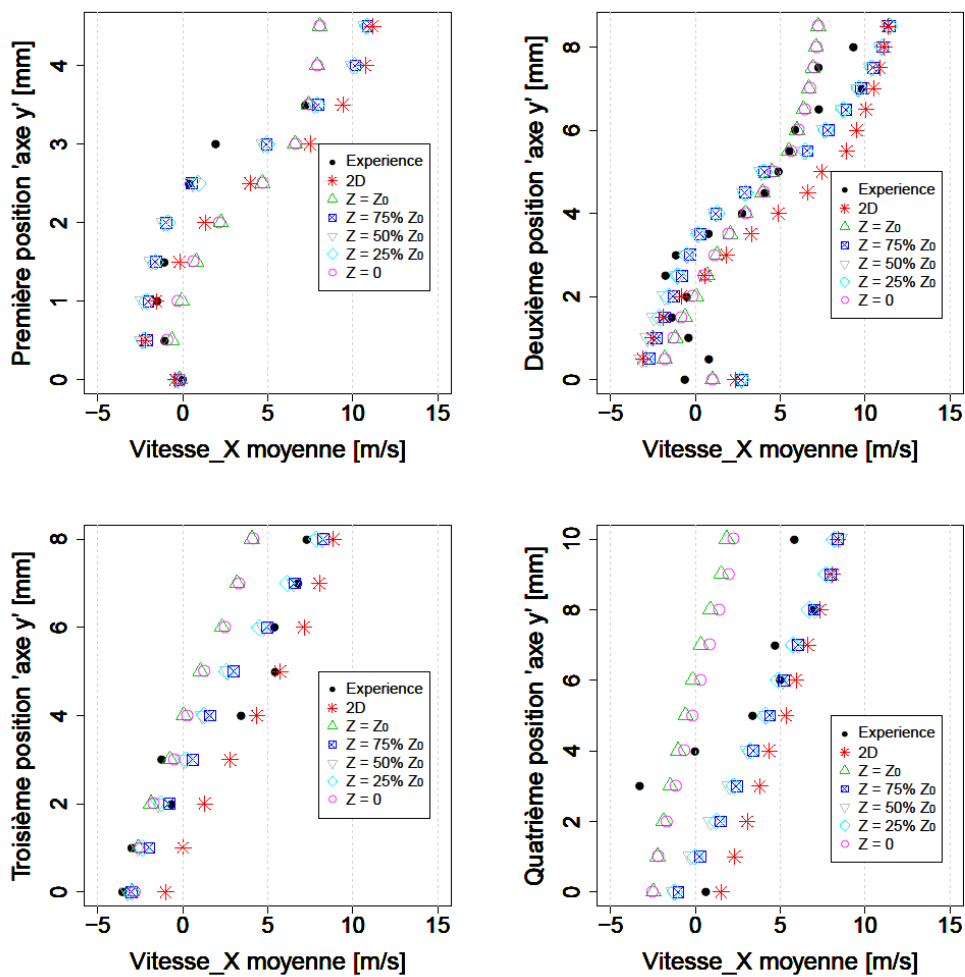 Première position 'axe y' [mm]
4
3
2
1
0
Experience
2D
Z = Z₀
Z = 75% Z₀
Z = 50% Z₀
Z = 25% Z₀
Z = 0
−5 0 5 10 15
Vitesse_X moyenne [m/s]
Deuxième position 'axe y' [mm]
8
6
4
2
0
Experience
2D
Z = Z₀
Z = 75% Z₀
Z = 50% Z₀
Z = 25% Z₀
Z = 0
−5 0 5 10 15
Vitesse_X moyenne [m/s]
Troisième position 'axe y' [mm]
8
6
4
2
0
Experience
2D
Z = Z₀
Z = 75% Z₀
Z = 50% Z₀
Z = 25% Z₀
Z = 0
−5 0 5 10 15
Vitesse_X moyenne [m/s]
Quatrième position 'axe y' [mm]
10
8
6
4
2
0
Experience
2D
Z = Z₀
Z = 75% Z₀
Z = 50% Z₀
Z = 25% Z₀
Z = 0
−5 0 5 10 15
Vitesse_X moyenne [m/s]